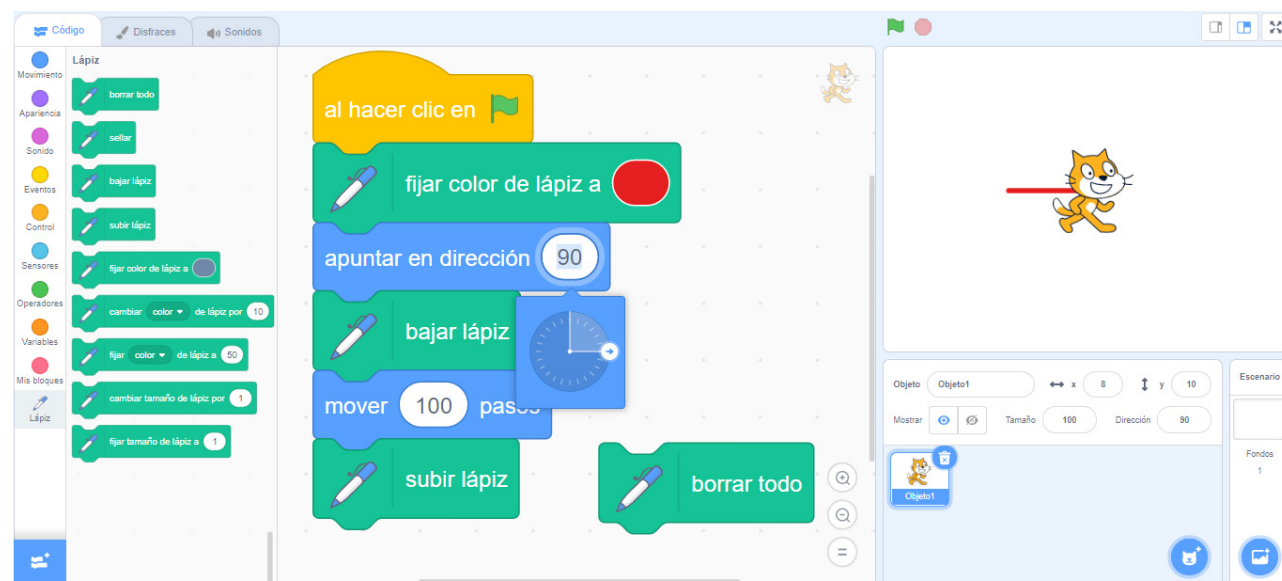 Código
Disfraces
Sonidos
Movimiento
Apariencia
Sonido
Eventos
Control
Sensores
Operadores
Variables
Mis bloques
Lápiz
Lápiz
borrar todo
sellar
bajar lápiz
subir lápiz
fijar color de lápiz a
cambiar color de lápiz por 10
fijar color de lápiz a 50
cambiar tamaño de lápiz por 1
fijar tamaño de lápiz a 1
al hacer clic en
fijar color de lápiz a
apuntar en dirección 90
bajar lápiz
mover 100 pasos
subir lápiz
borrar todo
Objeto Objeto1 x 8 y 10
Mostrar Tamaño 100 Dirección 90
Objeto1
Escenario
Fondos
1